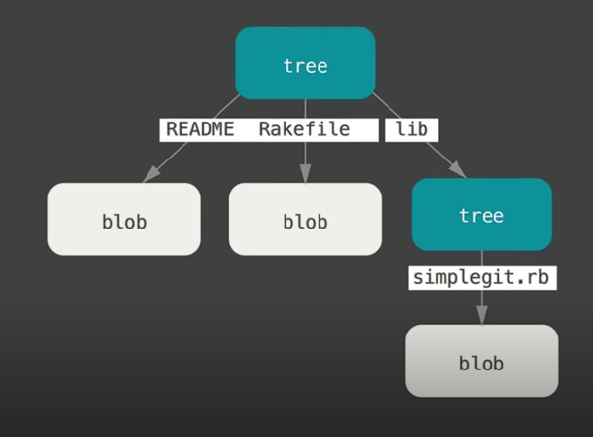 tree
README Rakefile lib
blob blob tree
simplegit.rb
blob